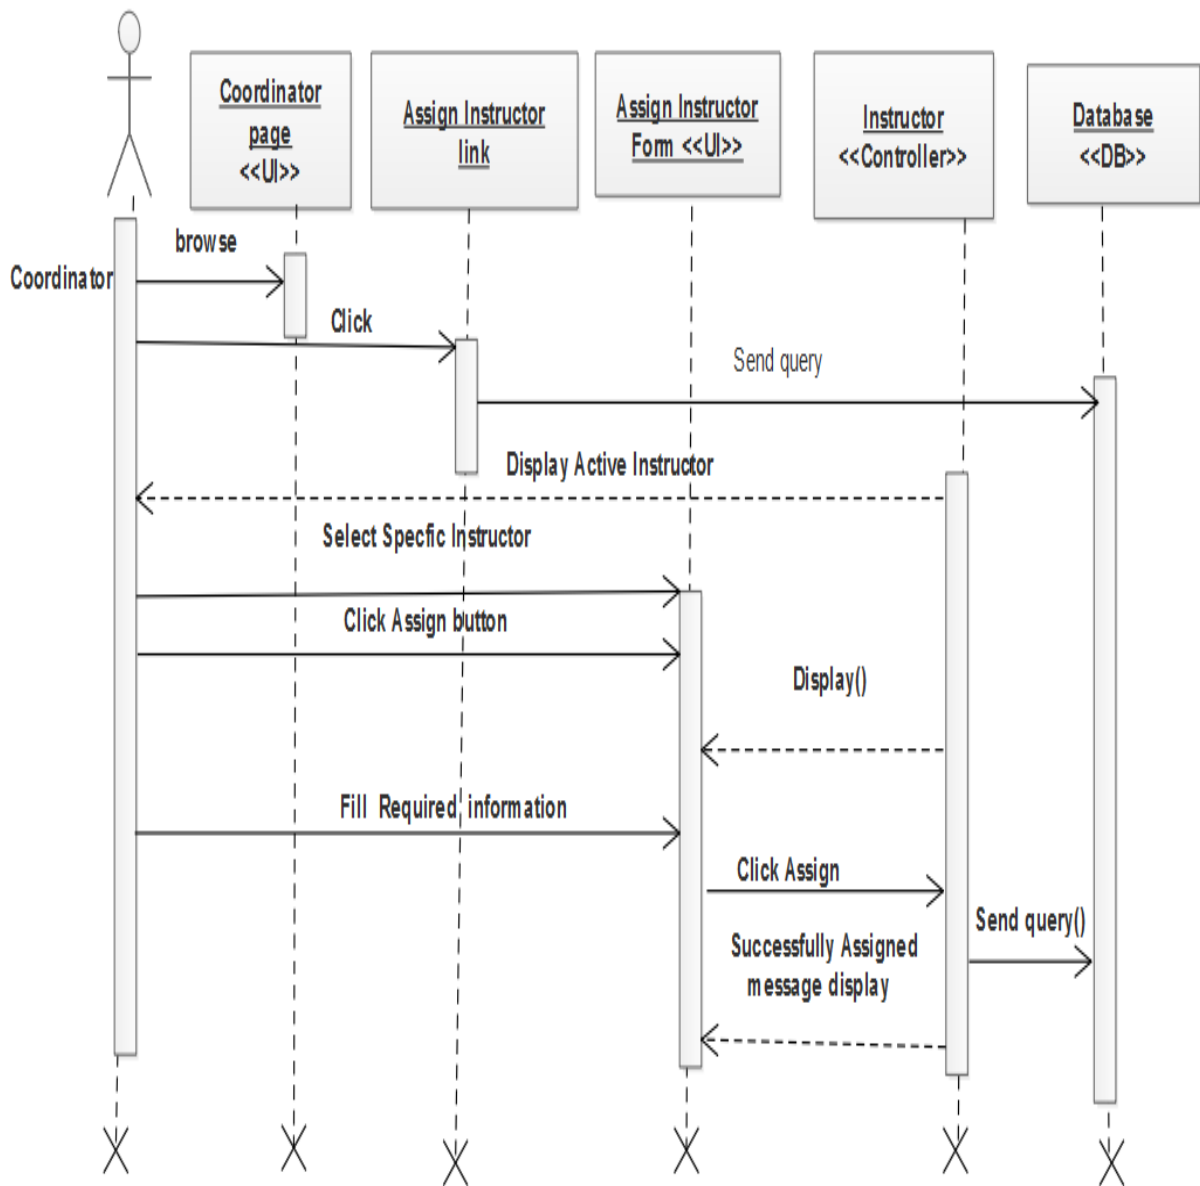 Coordinator
page
<<UI>>
Assign Instructor
link
Assign Instructor
Form <<UI>>
Instructor
<<Controller>>
Database
<<DB>>
browse
Coordinator
Click
Send query
Display Active Instructor
Select Specfic Instructor
Click Assign button
Display()
Fill Required information
Click Assign
Send query()
Successfully Assigned
message display